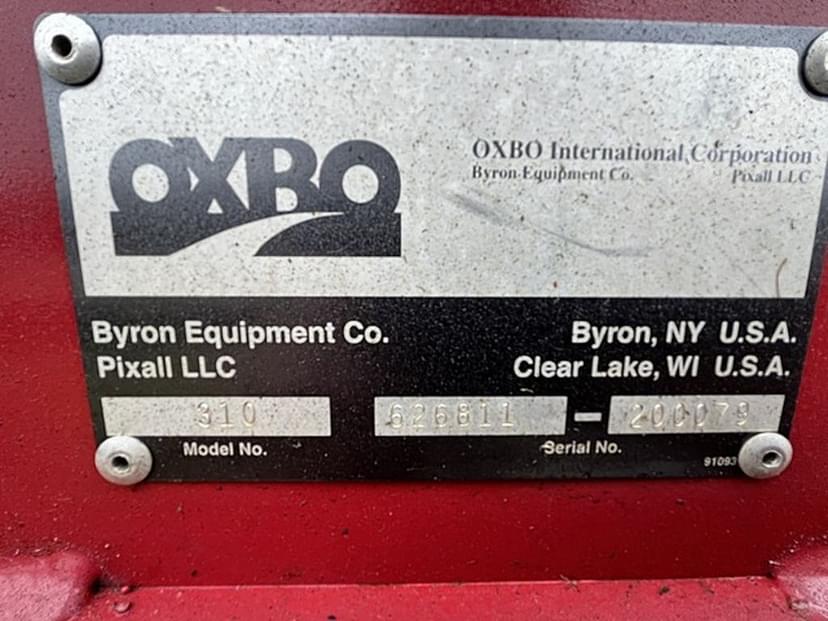 OXBO
OXBO International Corporation
Byron Equipment Co. Pixall LLC
Byron Equipment Co. Byron, NY U.S.A.
Pixall LLC Clear Lake, WI U.S.A.
310 626811 - 200079
Model No. Serial No.
91093